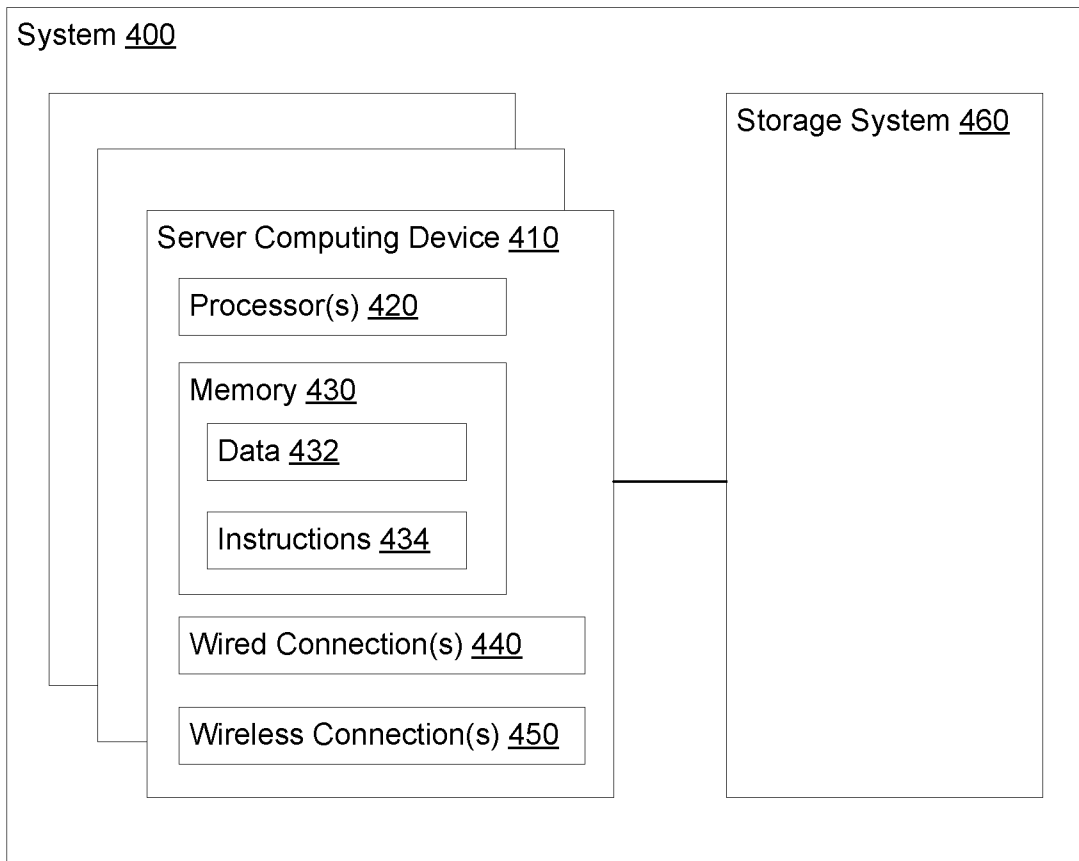 System 400
Storage System 460
Server Computing Device 410
Processor(s) 420
Memory 430
Data 432
Instructions 434
Wired Connection(s) 440
Wireless Connection(s) 450